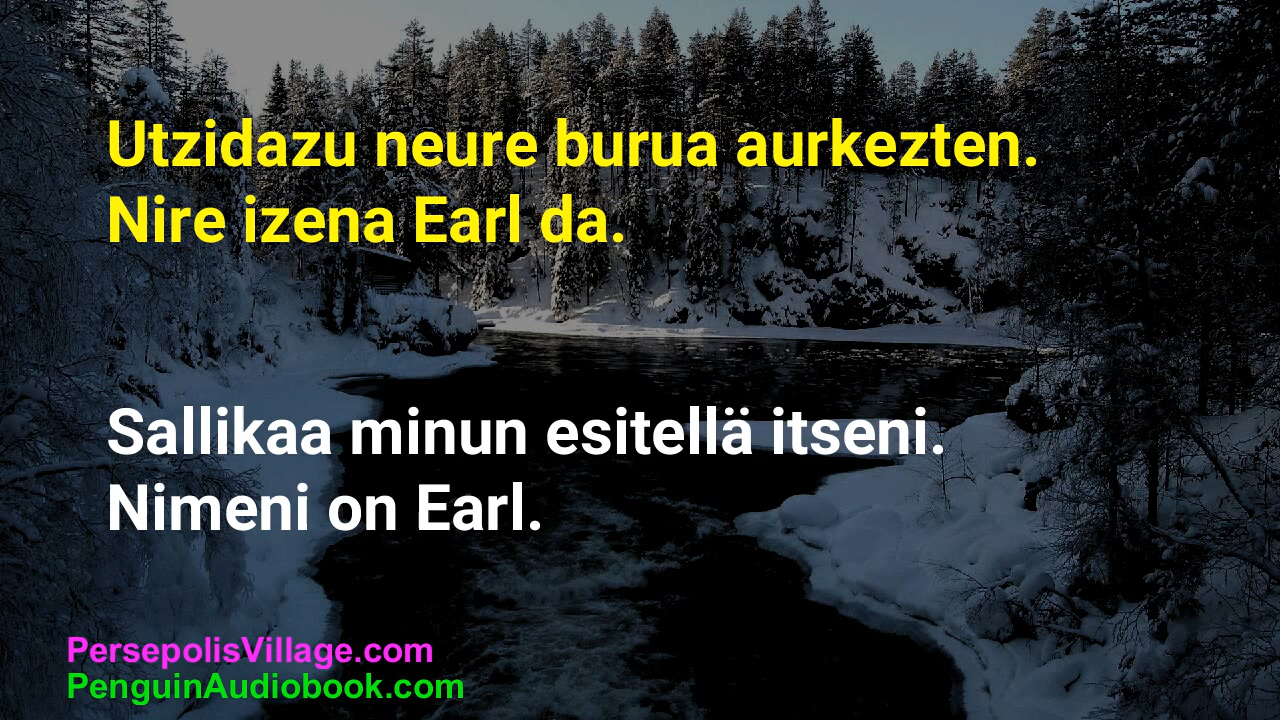 Utzidazu neure burua aurkezten.
Nire izena Earl da.
Sallikaa minun esitellä itseni.
Nimeni on Earl.
PersepolisVillage.com
PenguinAudiobook.com